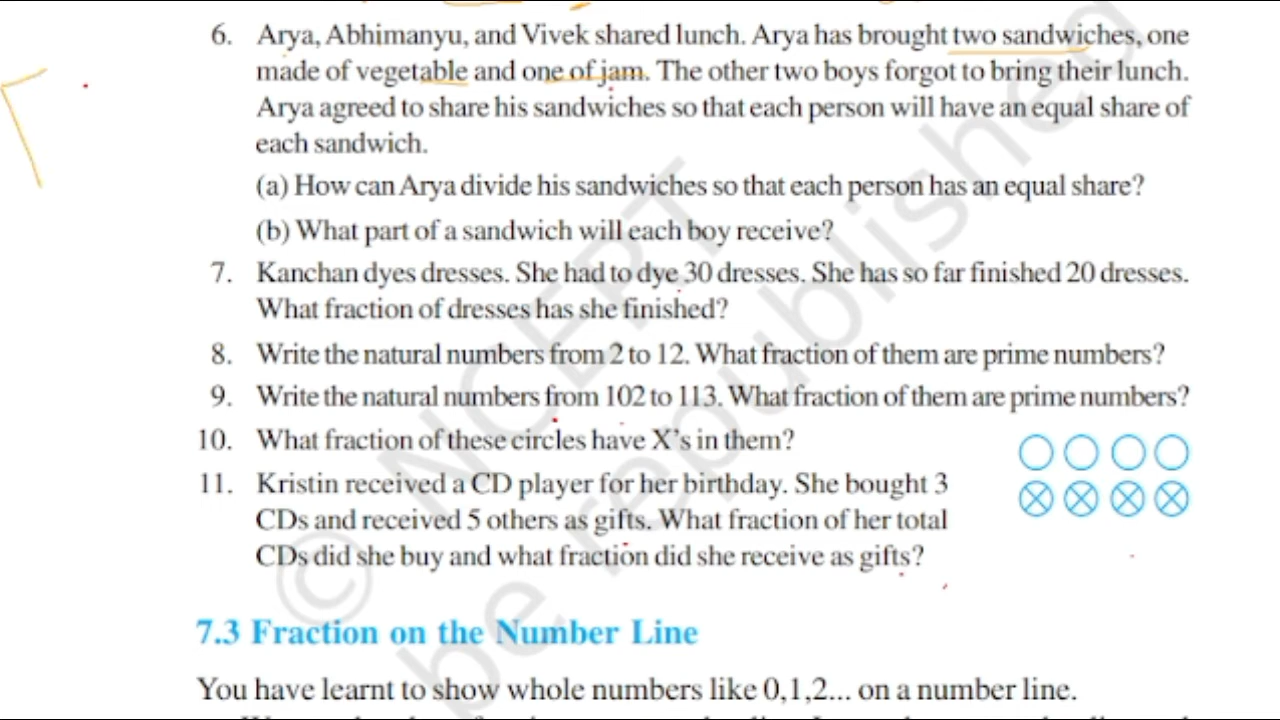 6. Arya, Abhimanyu, and Vivek shared lunch. Arya has brought two sandwiches, one
made of vegetable and one of jam. The other two boys forgot to bring their lunch.
Arya agreed to share his sandwiches so that each person will have an equal share of
each sandwich.
(a) How can Arya divide his sandwiches so that each person has an equal share?
(b) What part of a sandwich will each boy receive?
7. Kanchan dyes dresses. She had to dye 30 dresses. She has so far finished 20 dresses.
What fraction of dresses has she finished?
8. Write the natural numbers from 2 to 12. What fraction of them are prime numbers?
9. Write the natural numbers from 102 to 113. What fraction of them are prime numbers?
10. What fraction of these circles have X's in them?
11. Kristin received a CD player for her birthday. She bought 3
CDs and received 5 others as gifts. What fraction of her total
CDs did she buy and what fraction did she receive as gifts?
7.3 Fraction on the Number Line
You have learnt to show whole numbers like 0,1,2... on a number line.
© NCERT
be republished